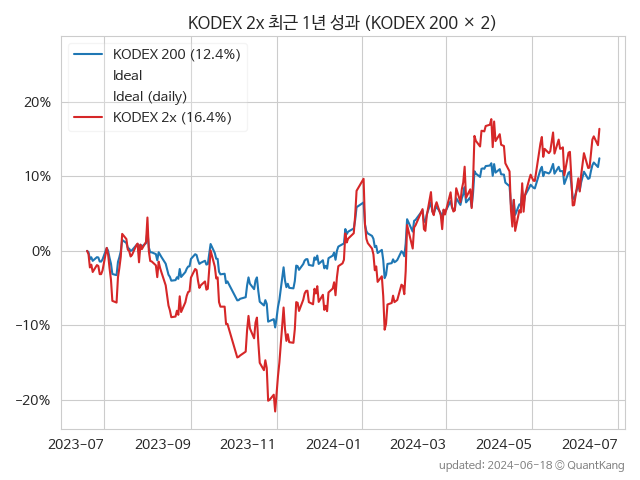 KODEX 2x 최근 1년 성과 (KODEX 200 × 2)
KODEX 200 (12.4%)
Ideal
Ideal (daily)
KODEX 2x (16.4%)
20%
10%
0%
−10%
−20%
2023-07 2023-09 2023-11 2024-01 2024-03 2024-05 2024-07
updated: 2024-06-18 © QuantKang